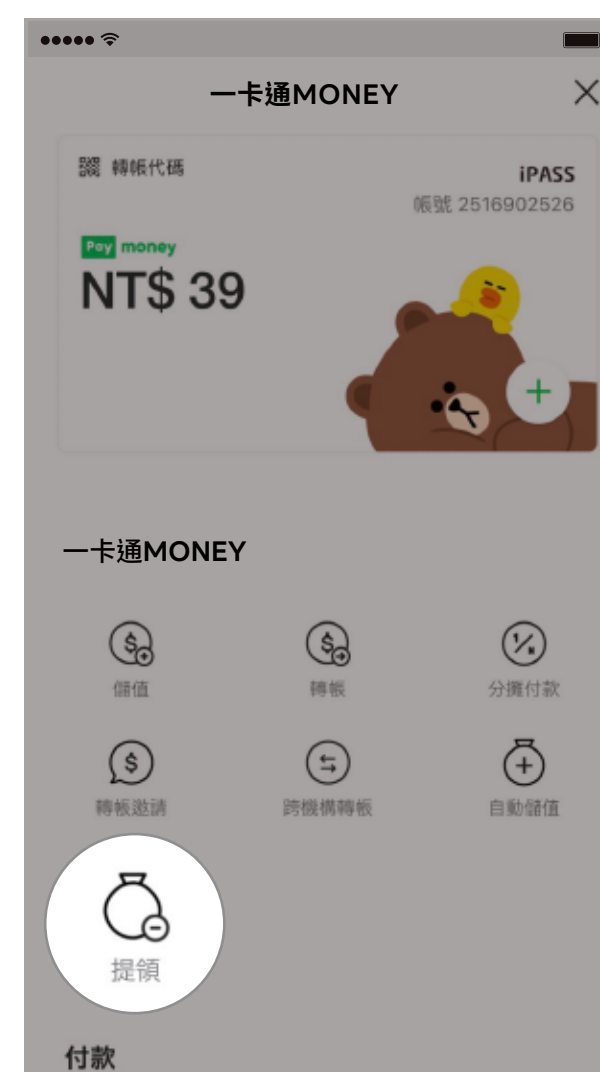 一卡通MONEY
轉帳代碼
iPASS
帳號 2516902526
Pay money
NT$ 39
一卡通MONEY
儲值
轉帳
分攤付款
轉帳邀請
跨機構轉帳
自動儲值
提領
付款